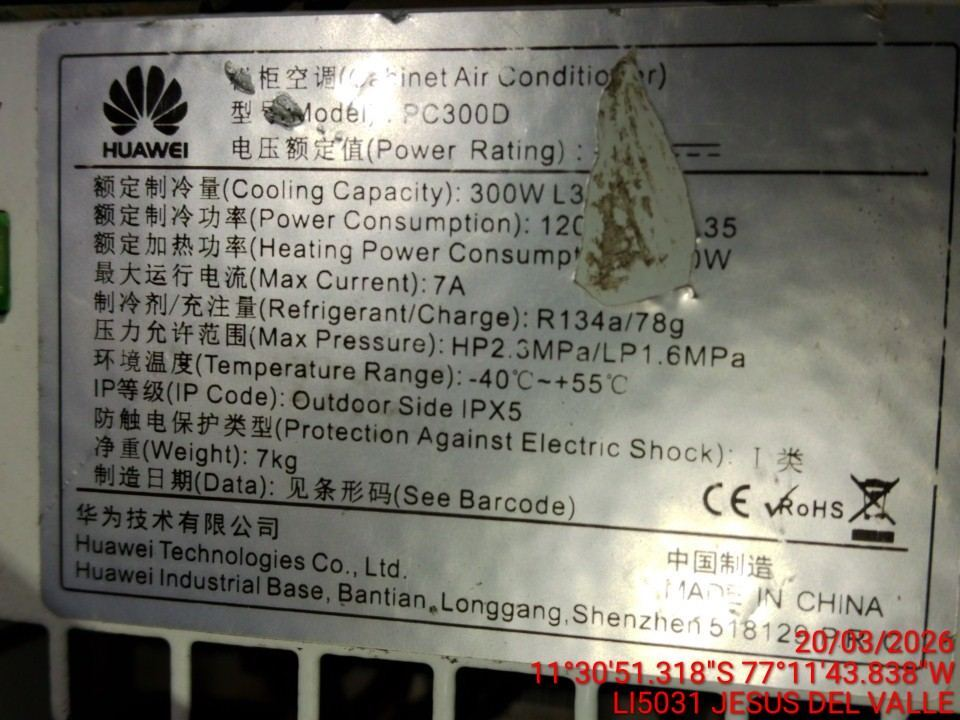 HUAWEI
柜空调(Cabinet Air Conditioner)
型号(Model) : PC300D
电压额定值(Power Rating) :
额定制冷量(Cooling Capacity): 300W L3
额定制冷功率(Power Consumption): 120 .35
额定加热功率(Heating Power Consump 0W
最大运行电流(Max Current): 7A
制冷剂/充注量(Refrigerant/Charge): R134a/78g
压力允许范围(Max Pressure): HP2.3MPa/LP1.6MPa
环境温度(Temperature Range): -40℃~+55℃
IP等级(IP Code): Outdoor Side IPX5
防触电保护类型(Protection Against Electric Shock): I 类
净重(Weight): 7kg
制造日期(Data): 见条形码(See Barcode)
CE RoHS
华为技术有限公司
Huawei Technologies Co., Ltd.
Huawei Industrial Base, Bantian, Longgang, Shenzhen 518129 P.R.C
中国制造
MADE IN CHINA
20/03/2026
11°30'51.318"S 77°11'43.838"W
LI5031 JESUS DEL VALLE